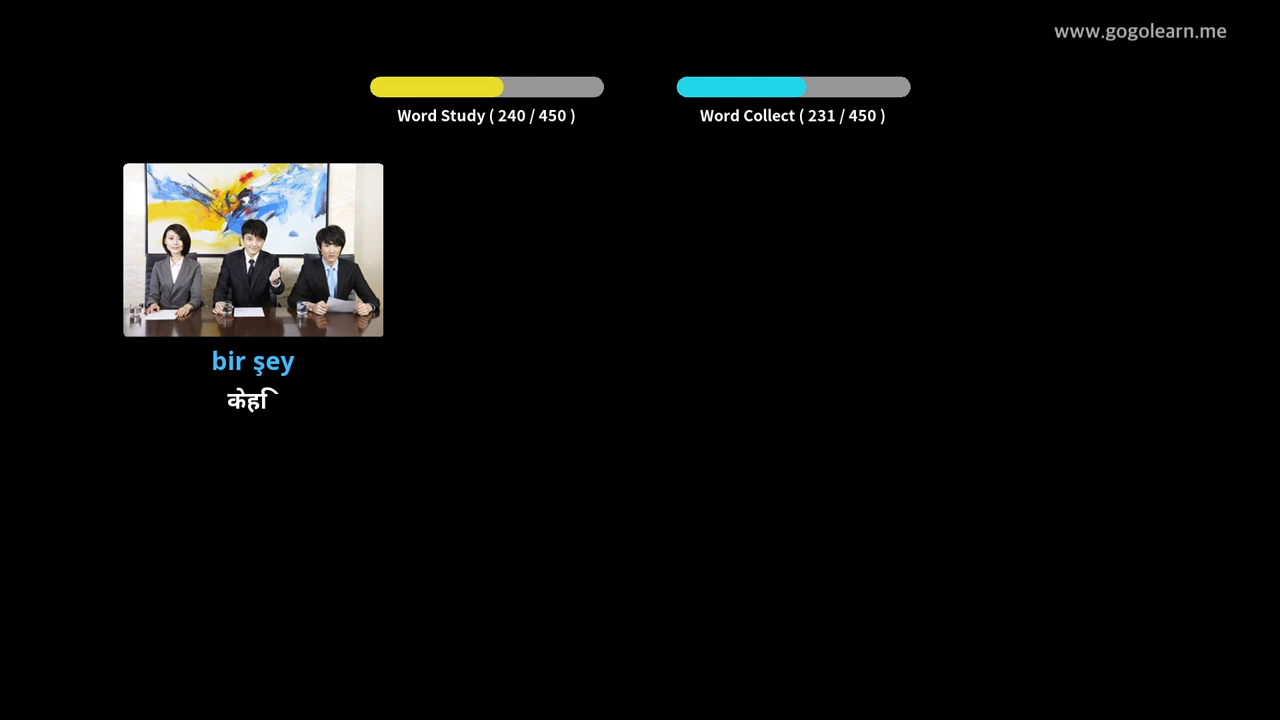 www.gogolearn.me
Word Study ( 240 / 450 )
Word Collect ( 231 / 450 )
bir şey
केहि